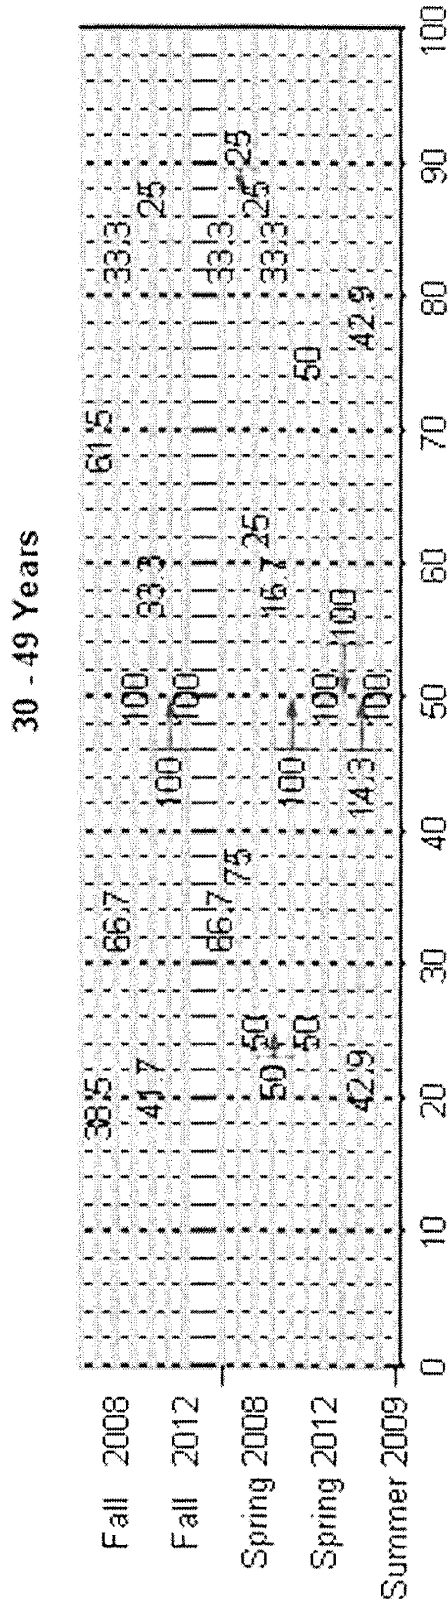 30 - 49 Years
38.5 61.5
Fall 2008 66.7 33.3
100
41.7 33.3 25
100
Fall 2012 100
66.7 33.3
75 25
Spring 2008 50 25 25
50 16.7 33.3
100
50 50
Spring 2012 100
100
42.9 14.3 42.9
100
Summer 2009
0 10 20 30 40 50 60 70 80 90 100